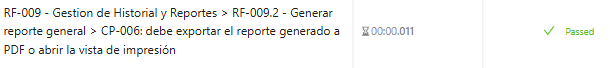 RF-009 - Gestion de Historial y Reportes > RF-009.2 - Generar
reporte general > CP-006: debe exportar el reporte generado a
PDF o abrir la vista de impresión
00:00.011
Passed